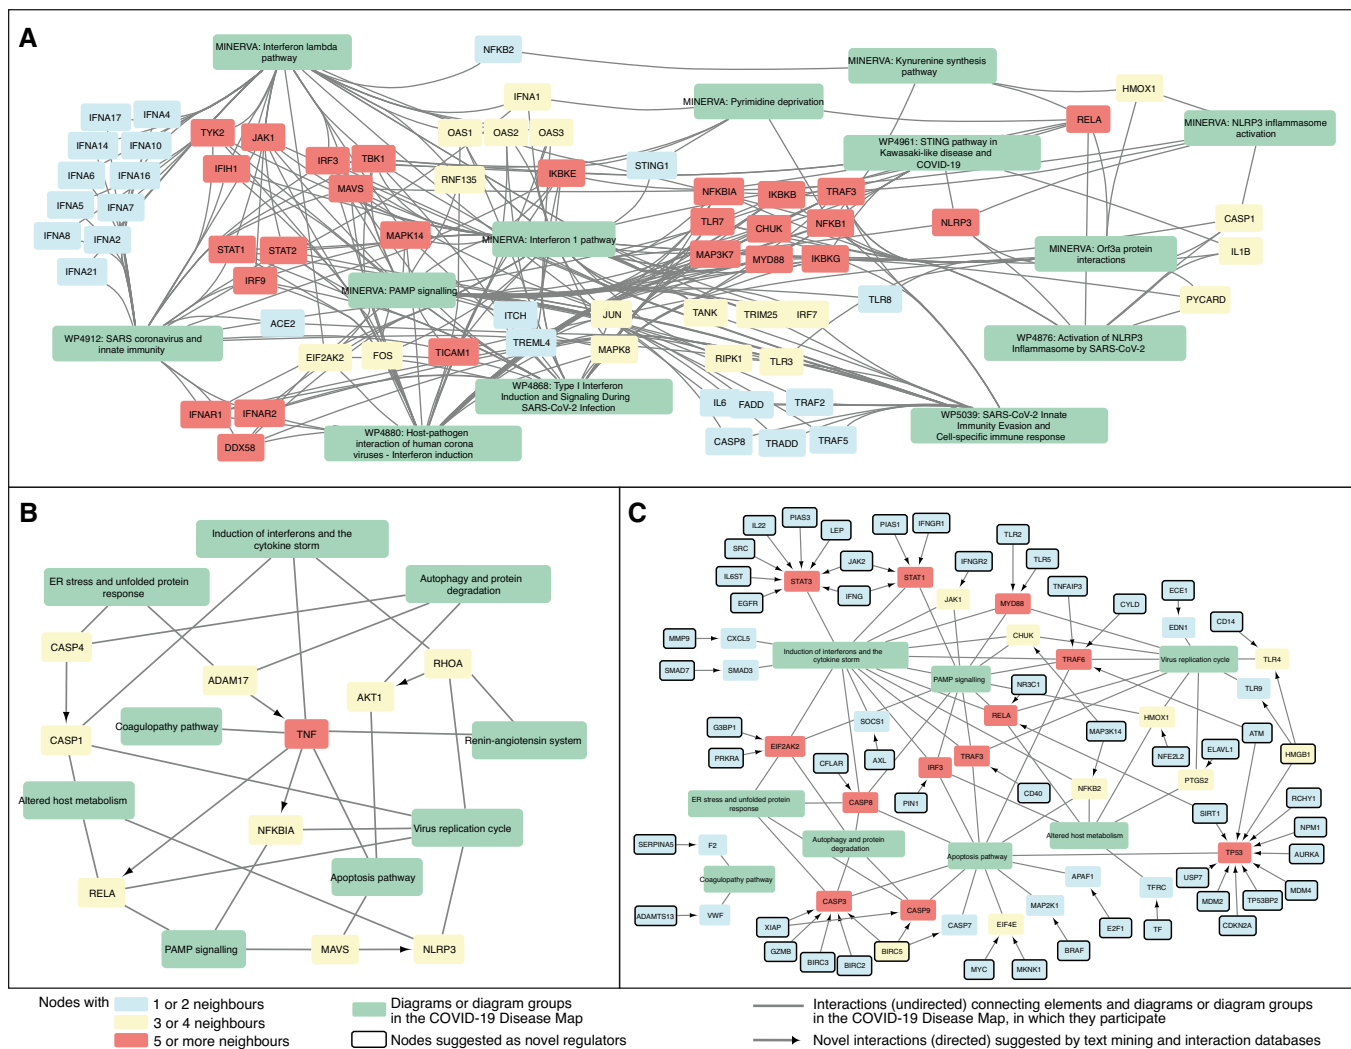 A
MINERVA: Interferon lambda
pathway
NFKB2
MINERVA: Kynurenine synthesis
pathway
HMOX1
IFNA1
MINERVA: Pyrimidine deprivation
RELA
MINERVA: NLRP3 inflammasome
activation
IFNA17
IFNA4
TYK2
JAK1
OAS1
OAS2
OAS3
IFNA14
IFNA10
IRF3
TBK1
STING1
WP4961: STING pathway in
Kawasaki-like disease and
COVID-19
IFNA6
IFNA16
IFIH1
MAVS
RNF135
IKBKE
NFKBIA
IKBKB
TRAF3
IFNA5
IFNA7
TLR7
CHUK
NFKB1
NLRP3
CASP1
IFNA8
IFNA2
STAT1
STAT2
MAPK14
MINERVA: Interferon 1 pathway
MAP3K7
MYD88
IKBKG
MINERVA: Orf3a protein
interactions
IL1B
IFNA21
IRF9
MINERVA: PAMP signalling
TLR8
PYCARD
ACE2
ITCH
JUN
TANK
TRIM25
IRF7
WP4912: SARS coronavirus and
innate immunity
EIF2AK2
FOS
TICAM1
TREML4
MAPK8
RIPK1
TLR3
WP4876: Activation of NLRP3
Inflammasome by SARS-CoV-2
WP4868: Type I Interferon
Induction and Signaling During
SARS-CoV-2 Infection
IL6
FADD
TRAF2
IFNAR1
IFNAR2
DDX58
WP4880: Host-pathogen
interaction of human corona
viruses - Interferon induction
CASP8
TRADD
TRAF5
WP5039: SARS-CoV-2 Innate
Immunity Evasion and
Cell-specific immune response
B
Induction of interferons and the
cytokine storm
ER stress and unfolded protein
response
Autophagy and protein
degradation
CASP4
ADAM17
RHOA
AKT1
Coagulopathy pathway
TNF
CASP1
Renin-angiotensin system
Altered host metabolism
NFKBIA
Virus replication cycle
RELA
Apoptosis pathway
PAMP signalling
MAVS
NLRP3
C
IL22
PIAS3
LEP
PIAS1
IFNGR1
TLR2
SRC
JAK2
IFNGR2
TLR5
IL6ST
STAT3
STAT1
TNFAIP3
ECE1
EGFR
IFNG
JAK1
MYD88
CYLD
MMP9
CXCL5
CHUK
EDN1
CD14
SMAD7
SMAD3
Induction of interferons and the
cytokine storm
TRAF6
Virus replication cycle
TLR4
PAMP signalling
NR3C1
TLR9
G3BP1
SOCS1
RELA
HMOX1
PRKRA
EIF2AK2
MAP3K14
ATM
CFLAR
AXL
IRF3
TRAF3
NFE2L2
ELAVL1
HMGB1
PTGS2
ER stress and unfolded protein
response
CASP8
PIN1
CD40
NFKB2
RCHY1
SIRT1
Autophagy and protein
degradation
Altered host metabolism
NPM1
SERPINA5
F2
Apoptosis pathway
TP53
AURKA
Coagulopathy pathway
APAF1
TFRC
USP7
MDM4
ADAMTS13
VWF
CASP3
CASP9
MAP2K1
MDM2
TP53BP2
XIAP
CASP7
EIF4E
E2F1
TF
CDKN2A
GZMB
BIRC3
BIRC2
BIRC5
MYC
MKNK1
BRAF
Nodes with
1 or 2 neighbours
3 or 4 neighbours
5 or more neighbours
Diagrams or diagram groups
in the COVID-19 Disease Map
Nodes suggested as novel regulators
Interactions (undirected) connecting elements and diagrams or diagram groups
in the COVID-19 Disease Map, in which they participate
Novel interactions (directed) suggested by text mining and interaction databases